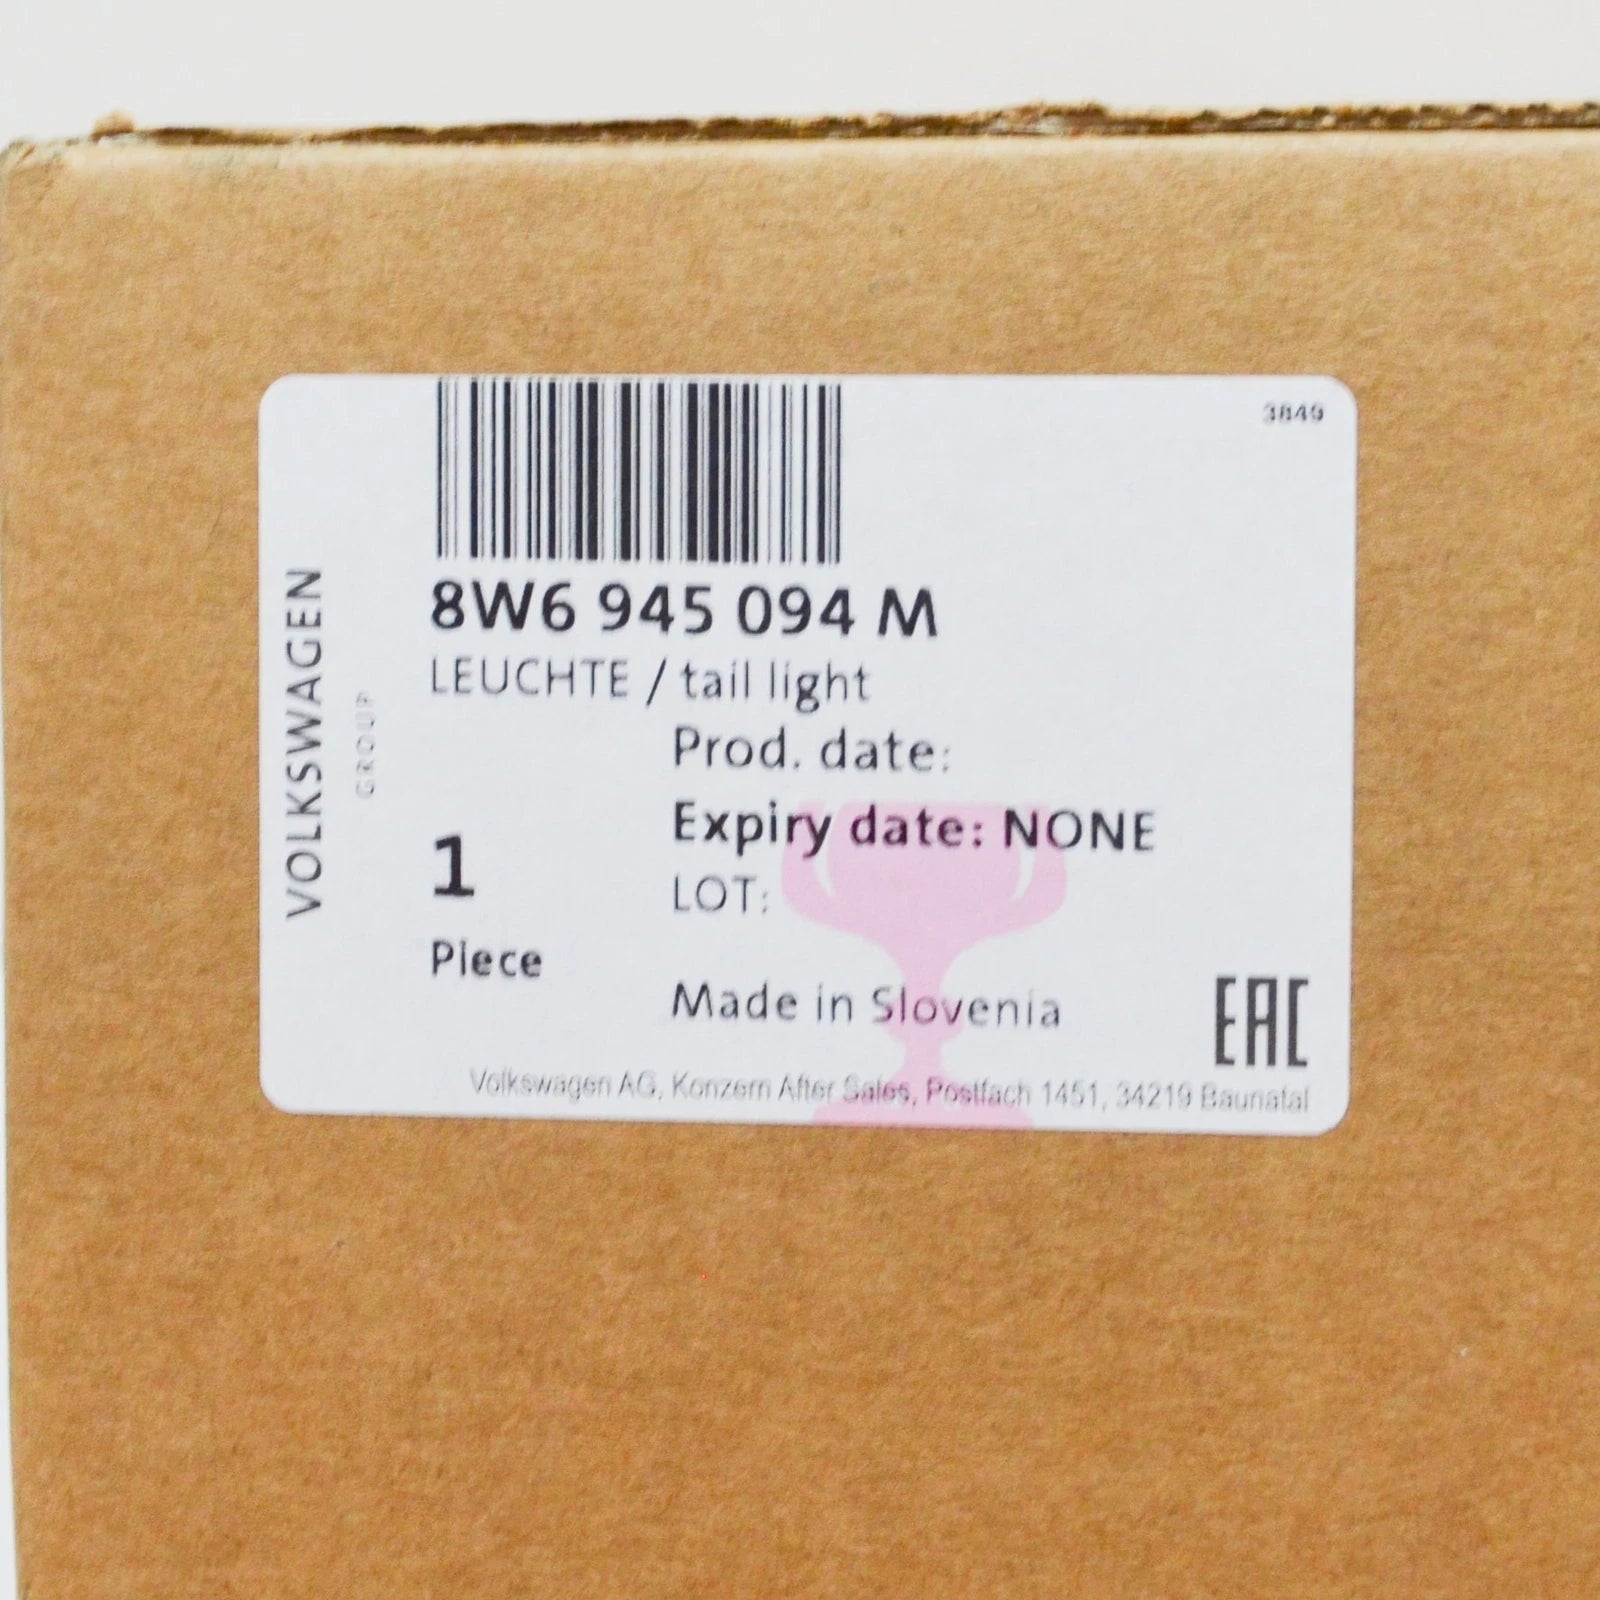 3849
8W6 945 094 M
LEUCHTE / tail light
Prod. date:
Expiry date: NONE
LOT:
1
Piece
Made in Slovenia
EAC
Volkswagen AG, Konzern After Sales, Postfach 1451, 34219 Baunatal
VOLKSWAGEN
GROUP